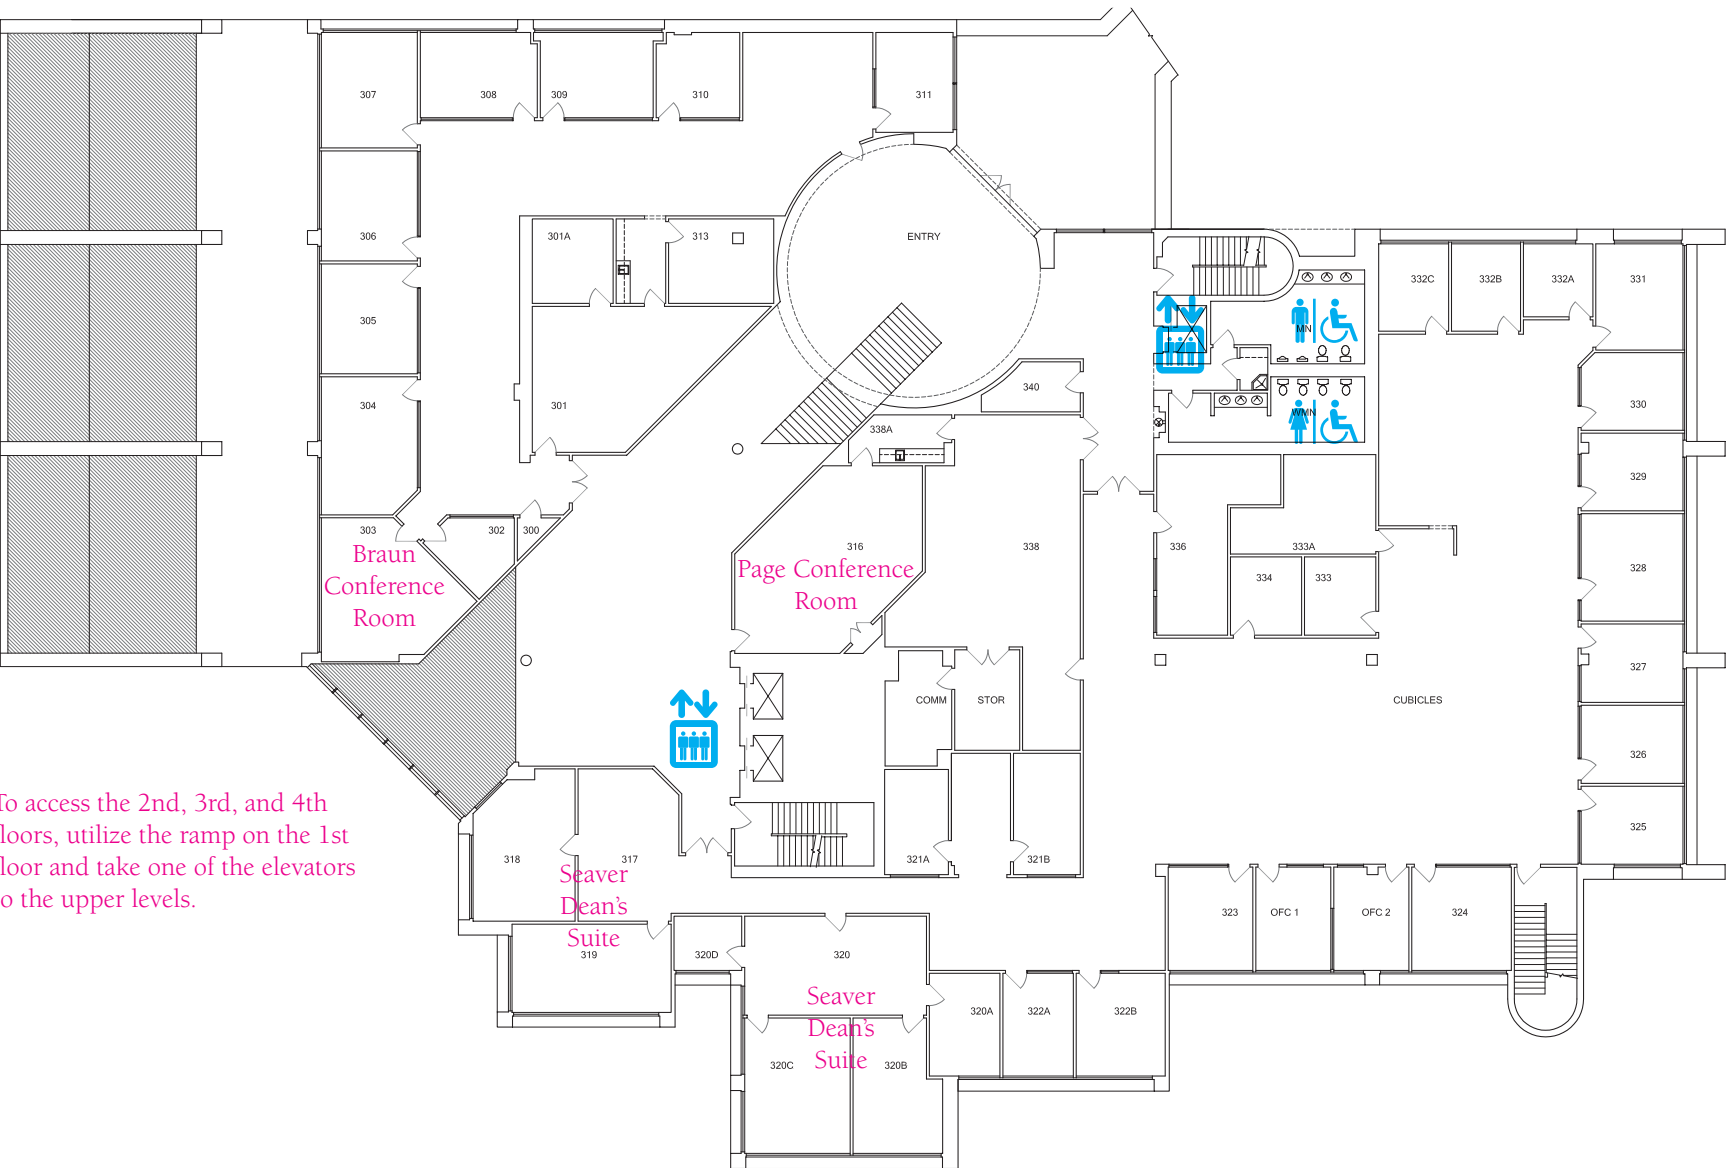 307
308
309
310
311
306
301A
313
ENTRY
332C
332B
332A
331
305
MN
304
301
340
330
338A
WMN
303
302
300
329
Braun
Conference
Room
316
Page Conference
Room
338
336
333A
334
333
328
327
COMM
STOR
CUBICLES
326
To access the 2nd, 3rd, and 4th
floors, utilize the ramp on the 1st
floor and take one of the elevators
to the upper levels.
325
318
317
321A
321B
Seaver
Dean's
Suite
319
320D
320
323
OFC 1
OFC 2
324
Seaver
Dean's
Suite
320A
322A
322B
320C
320B